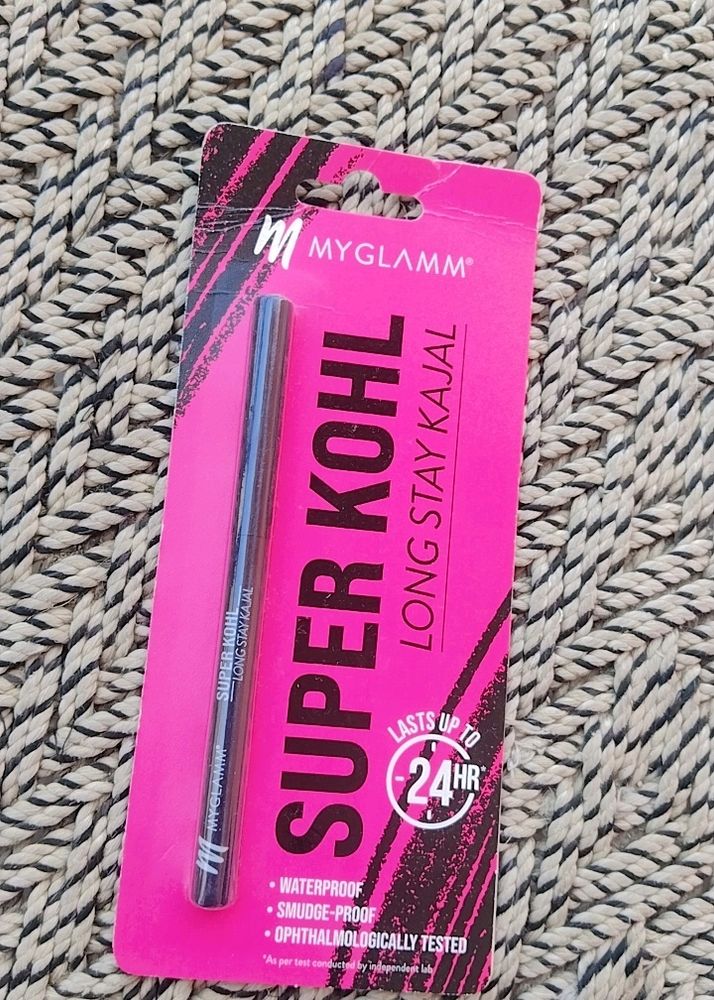 M MYGLAMM®
SUPER KOHL
LONG STAY KAJAL
LASTS UP TO
24HR*
• WATERPROOF
• SMUDGE-PROOF
• OPHTHALMOLOGICALLY TESTED
*As per test conducted by independent lab
SUPER KOHL
LONG STAY KAJAL
M MYGLAMM®